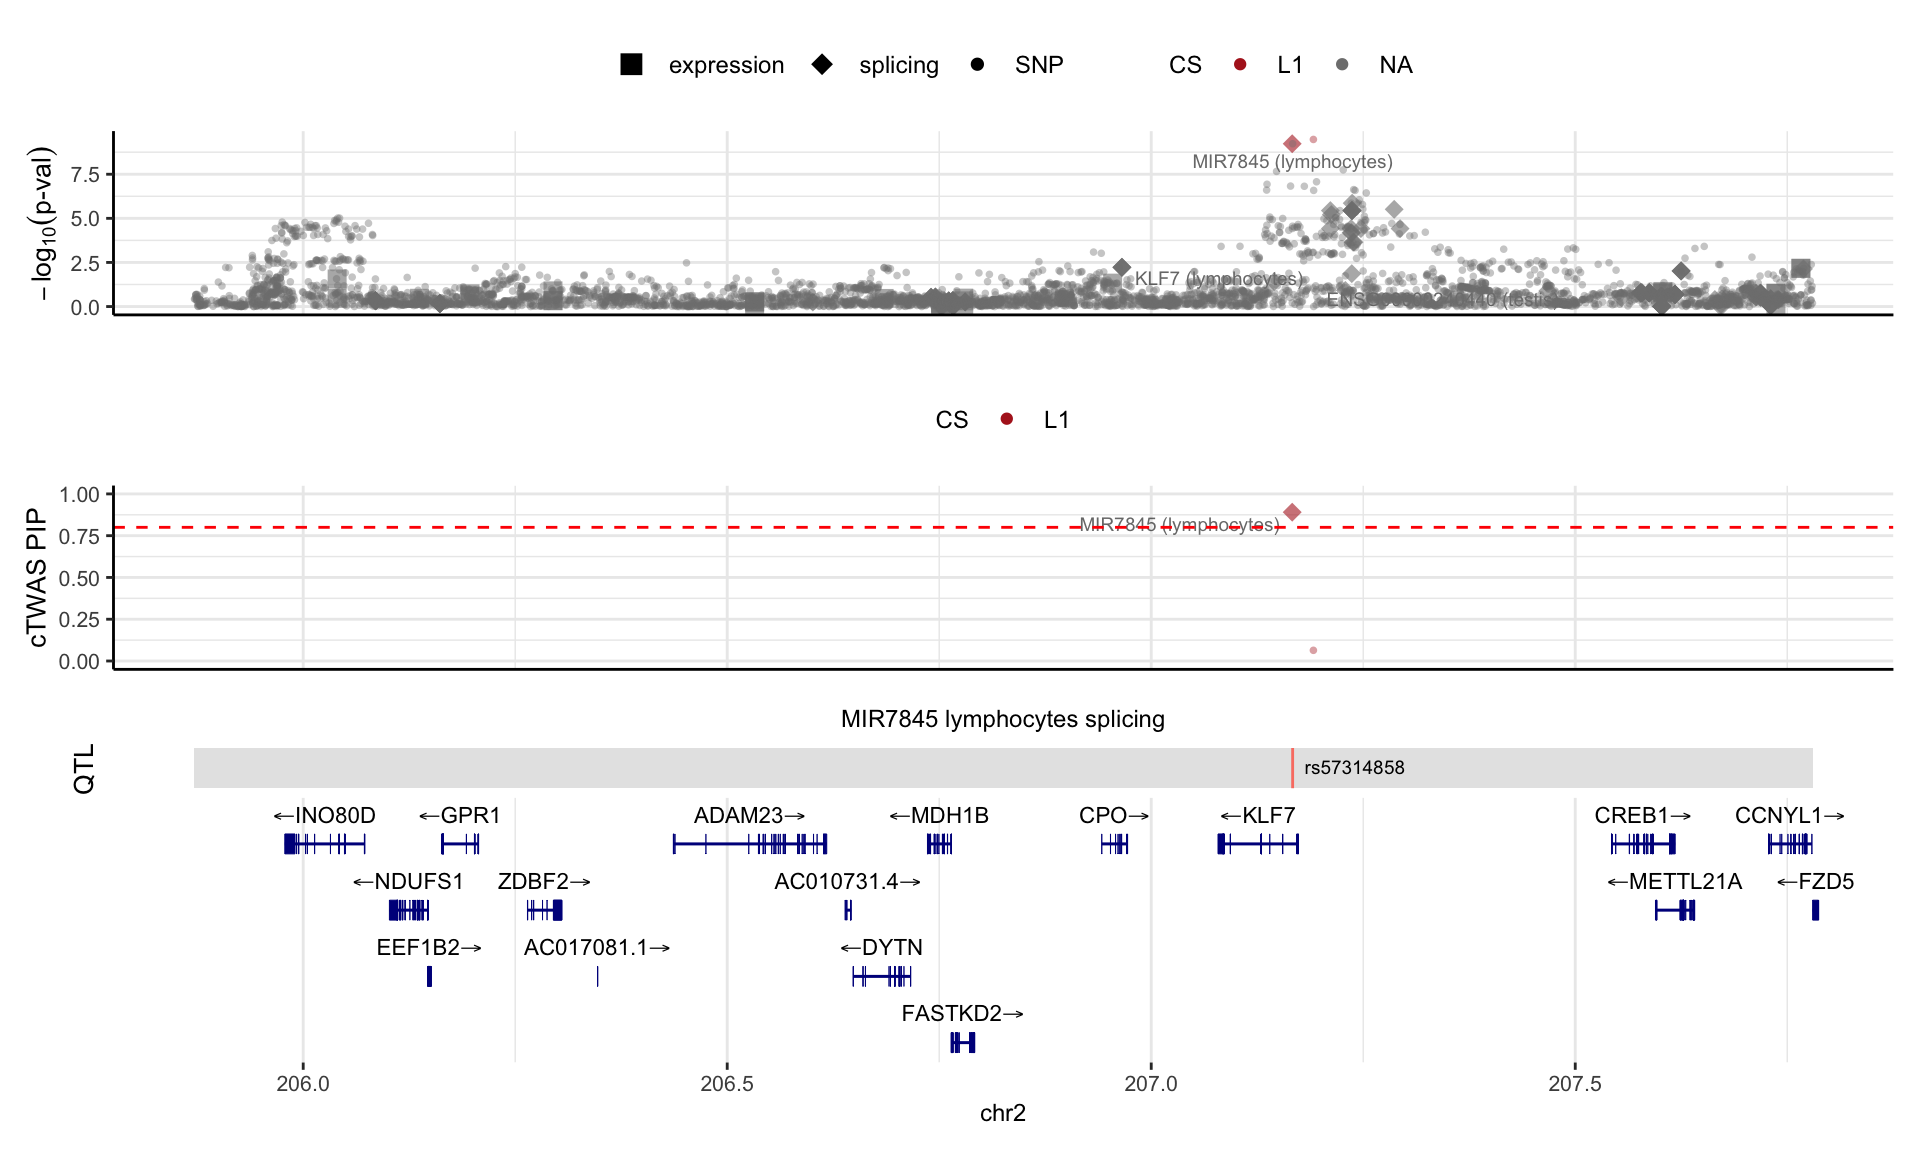 expression splicing SNP CS L1 NA
−log10(p-val)
7.5
5.0
2.5
0.0
MIR7845 (lymphocytes)
KLF7 (lymphocytes)
CS L1
cTWAS PIP
1.00
0.75
0.50
0.25
0.00
MIR7845 (lymphocytes)
MIR7845 lymphocytes splicing
QTL
rs57314858
←INO80D ←GPR1 ADAM23→ ←MDH1B CPO→ ←KLF7 CREB1→ CCNYL1→
←NDUFS1 ZDBF2→ AC010731.4→ ←METTL21A ←FZD5
EEF1B2→ AC017081.1→ ←DYTN
FASTKD2→
206.0 206.5 207.0 207.5
chr2